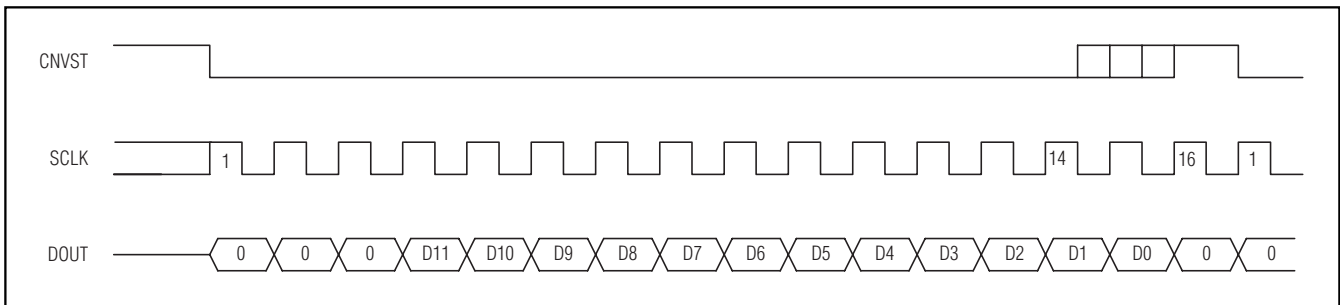 CNVST
SCLK 1 14 16 1
DOUT 0 0 0 D11 D10 D9 D8 D7 D6 D5 D4 D3 D2 D1 D0 0 0